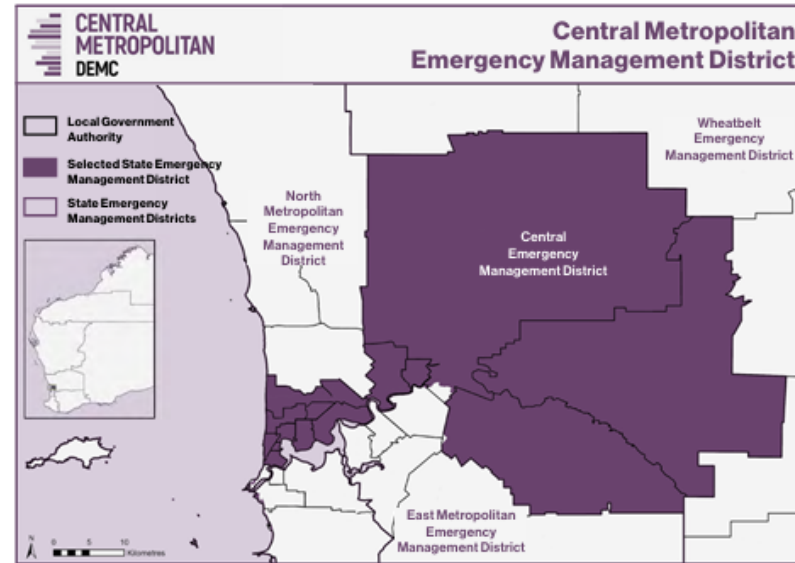 CENTRAL
METROPOLITAN
DEMC
Central Metropolitan
Emergency Management District
Local Government
Authority
Selected State Emergency
Management District
State Emergency
Management Districts
North
Metropolitan
Emergency
Management
District
Wheatbelt
Emergency
Management District
Central
Emergency
Management District
East Metropolitan
Emergency
Management District
N
0 5 10
Kilometres